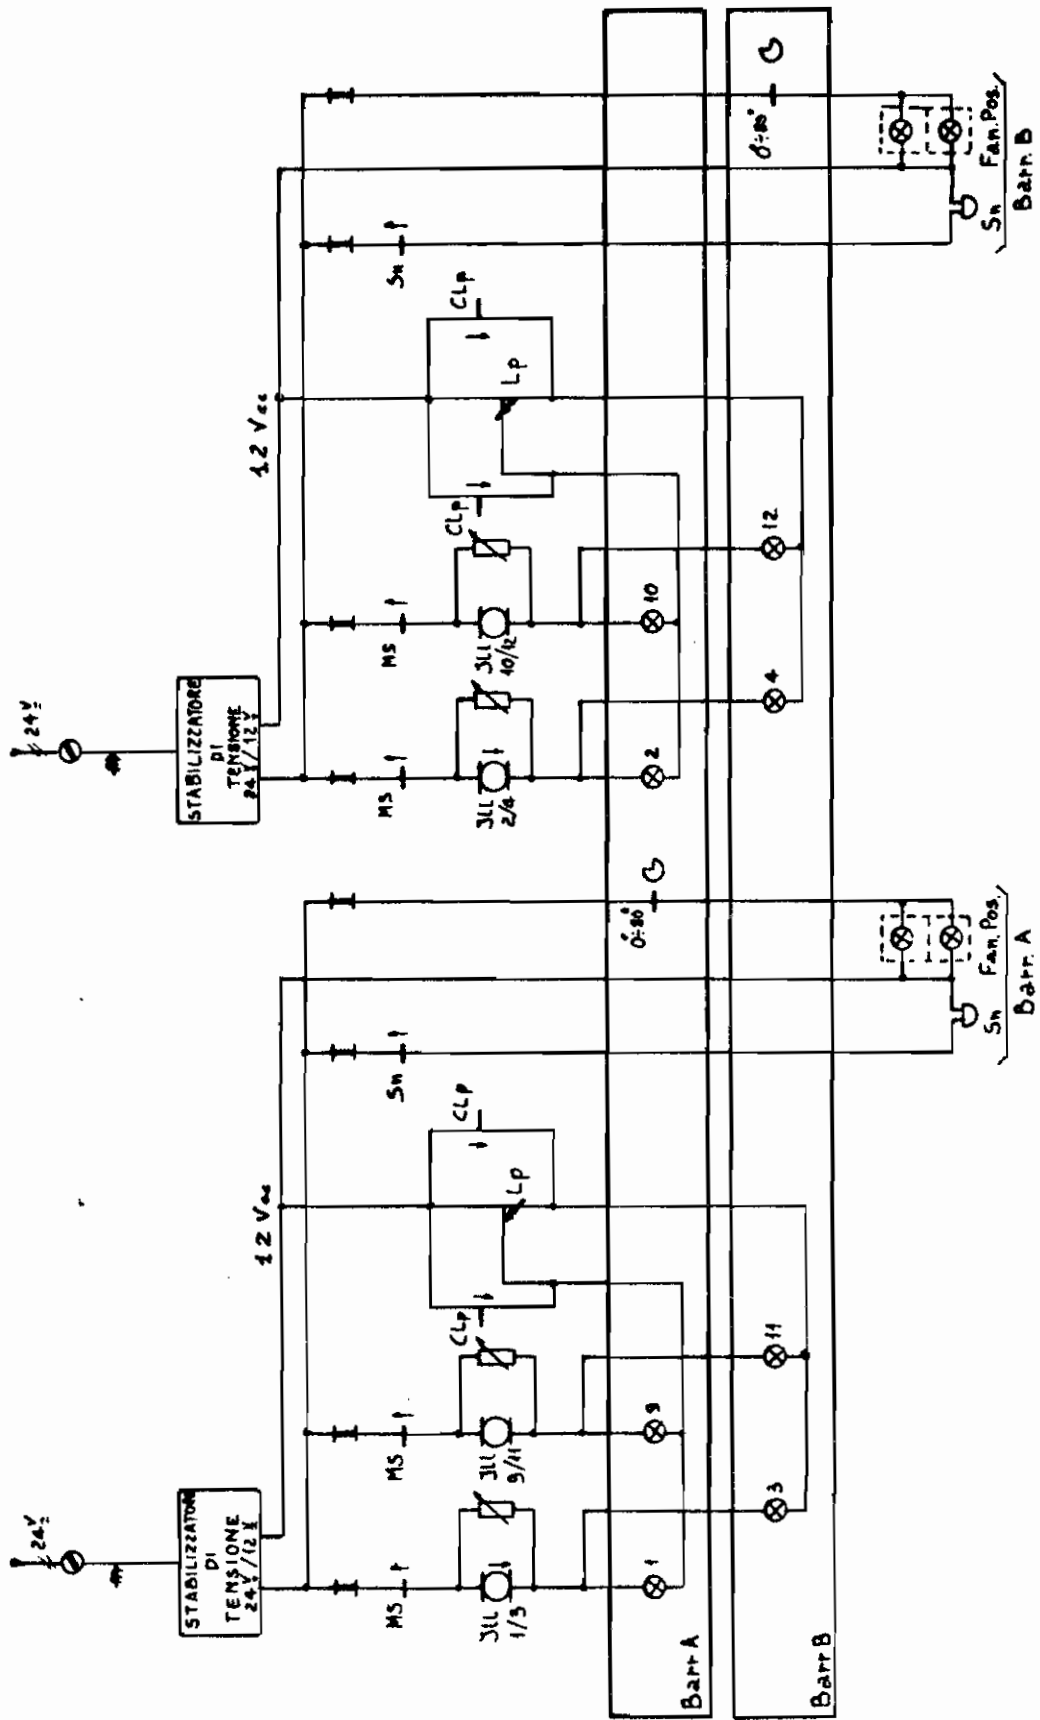 24V
STABILIZZATORE
DI
TENSIONE
24V/12V
12 Vcc
MS
MS
JLL
1/3
JLL
9/11
CLp
Lp
CLp
Sn
1
9
3
11
0÷80°
Sn
Fan.Pos.
Barr. A
24V
STABILIZZATORE
DI
TENSIONE
24V/12V
12 Vcc
MS
MS
JLL
2/4
JLL
10/12
CLp
Lp
CLp
Sn
2
10
4
12
0÷80°
Sn
Fan.Pos.
Barr. B
Barr A
Barr B